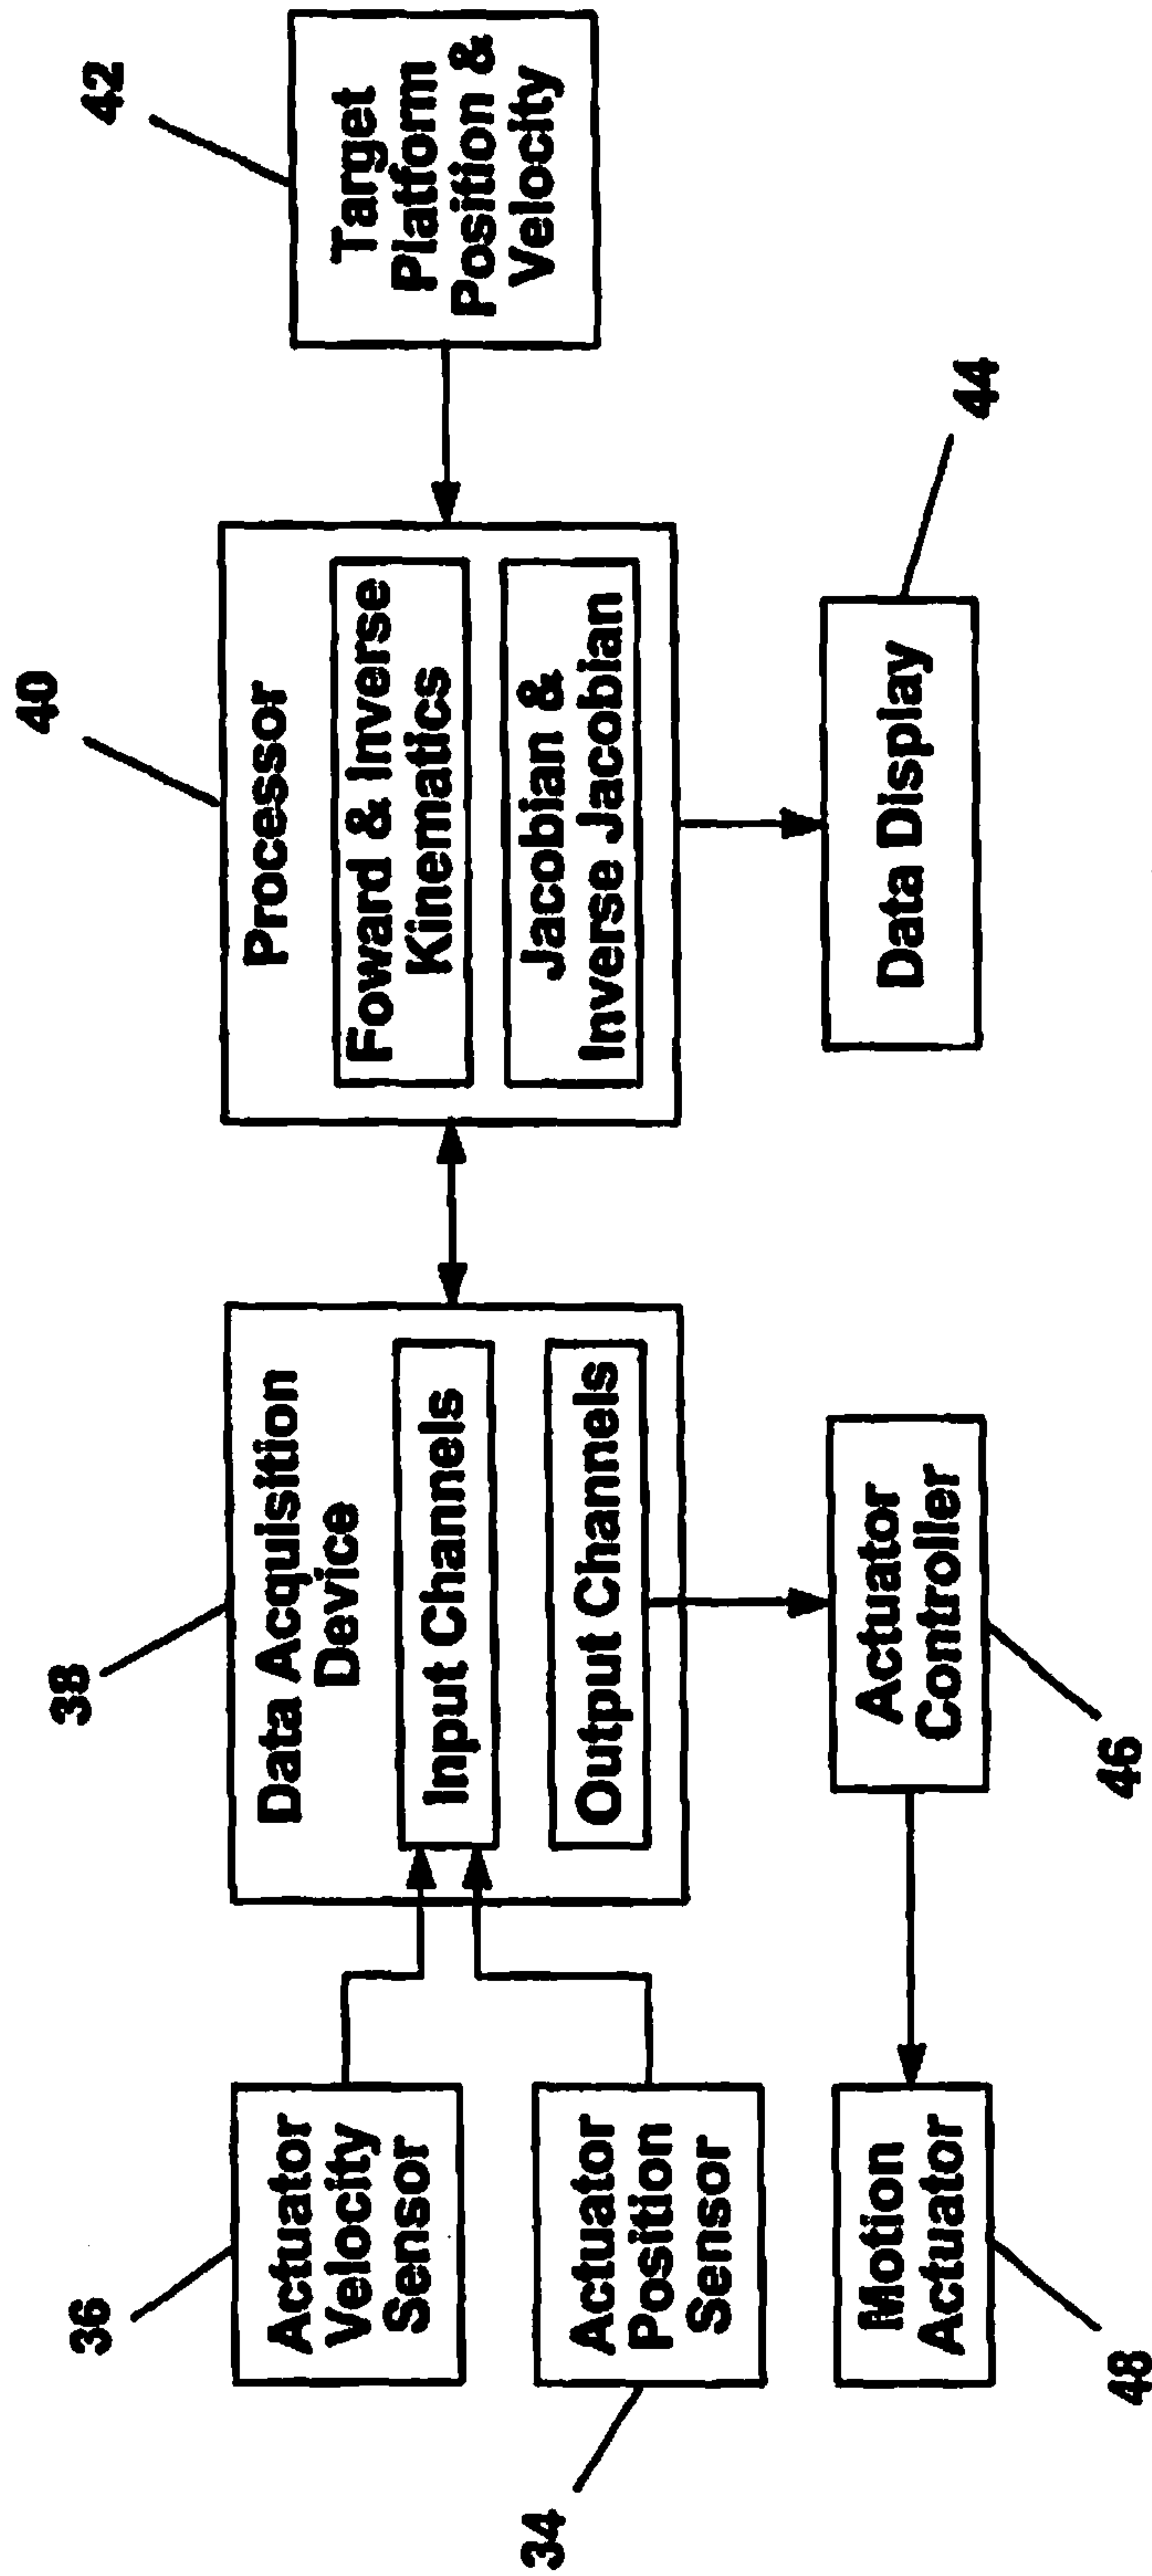 36
Actuator
Velocity
Sensor
34
Actuator
Position
Sensor
38
Data Acquisition
Device
Input Channels
Output Channels
40
Processor
Foward & Inverse
Kinematics
Jacobian &
Inverse Jacobian
42
Target
Platform
Position &
Velocity
48
Motion
Actuator
46
Actuator
Controller
44
Data Display